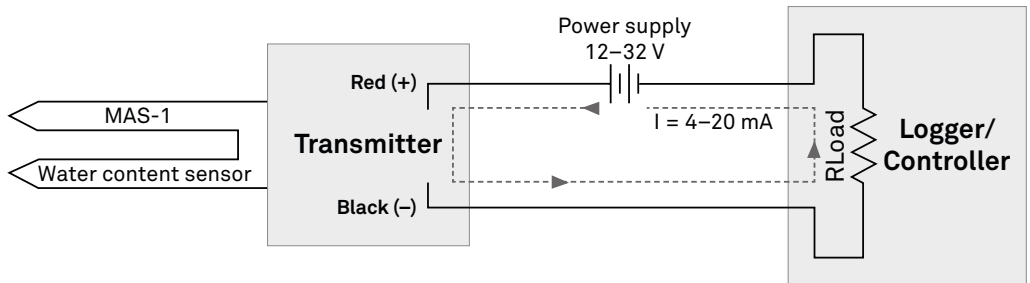 Power supply
12–32 V
Red (+)
MAS-1
I = 4–20 mA
Transmitter
RLoad
Logger/
Controller
Water content sensor
Black (–)